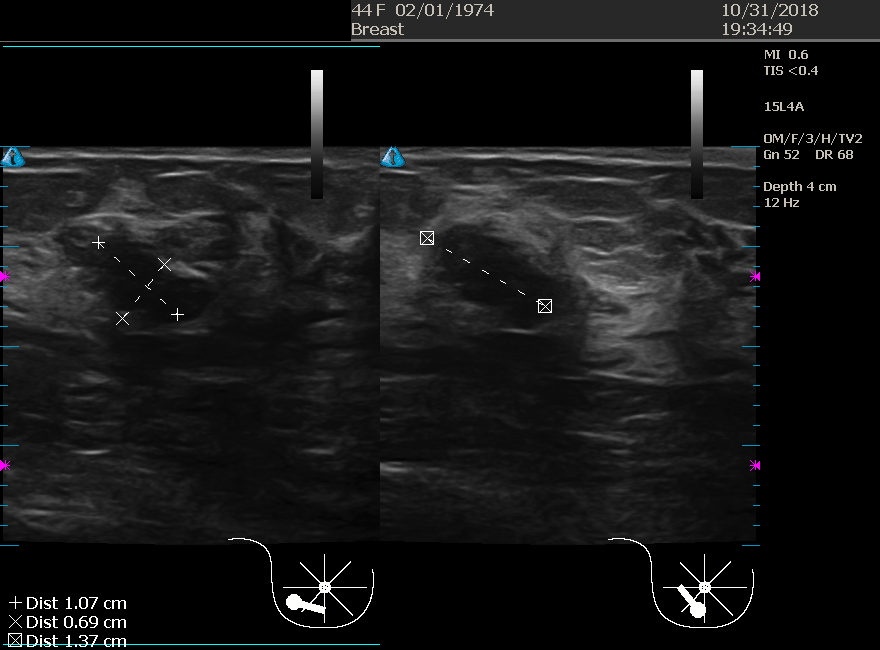 44 F 02/01/1974 10/31/2018
Breast 19:34:49
MI 0.6
TIS <0.4
15L4A
OM/F/3/H/TV2
Gn 52 DR 68
Depth 4 cm
12 Hz
Dist 1.07 cm
Dist 0.69 cm
Dist 1.37 cm